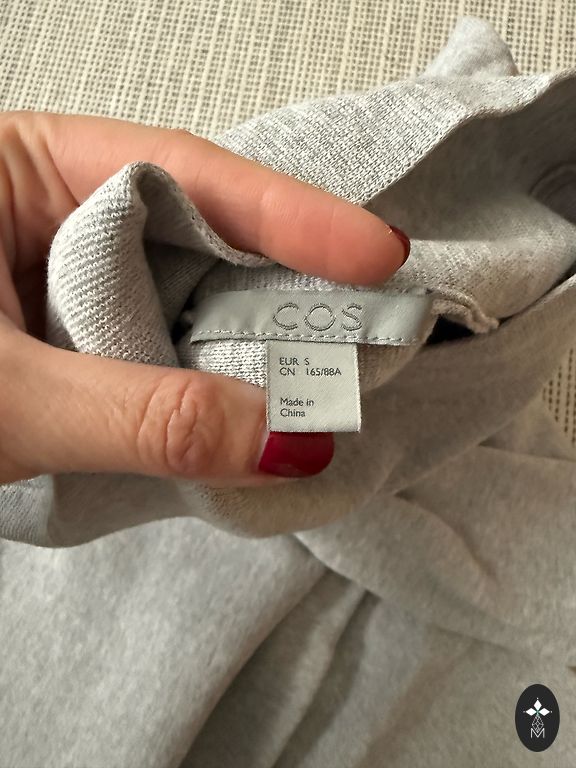 COS
EUR S
CN 165/88A
Made in
China
M